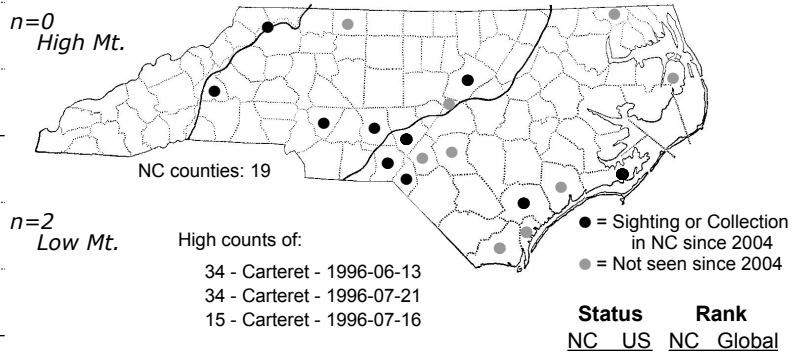 n=0
High Mt.
NC counties: 19
n=2
Low Mt.
High counts of:
34 - Carteret - 1996-06-13
34 - Carteret - 1996-07-21
15 - Carteret - 1996-07-16
= Sighting or Collection
in NC since 2004
= Not seen since 2004
Status Rank
NC US NC Global